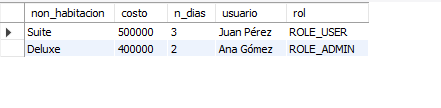 non_habitacion costo n_dias usuario rol
Suite 500000 3 Juan Pérez ROLE_USER
Deluxe 400000 2 Ana Gómez ROLE_ADMIN